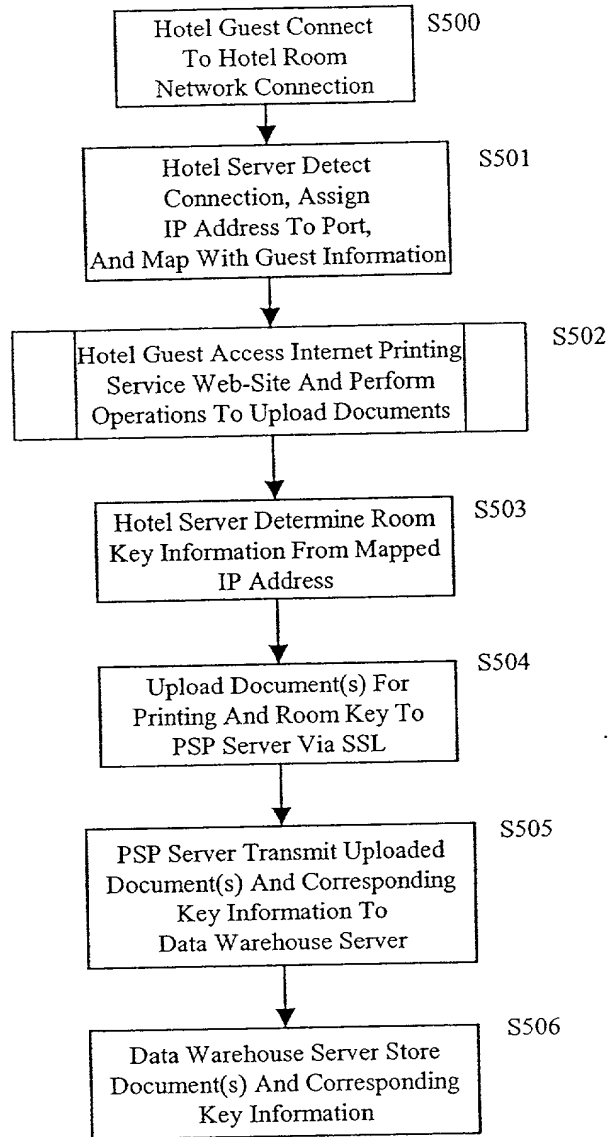 Hotel Guest Connect
To Hotel Room
Network Connection
S500
Hotel Server Detect
Connection, Assign
IP Address To Port,
And Map With Guest Information
S501
Hotel Guest Access Internet Printing
Service Web-Site And Perform
Operations To Upload Documents
S502
Hotel Server Determine Room
Key Information From Mapped
IP Address
S503
Upload Document(s) For
Printing And Room Key To
PSP Server Via SSL
S504
PSP Server Transmit Uploaded
Document(s) And Corresponding
Key Information To
Data Warehouse Server
S505
Data Warehouse Server Store
Document(s) And Corresponding
Key Information
S506